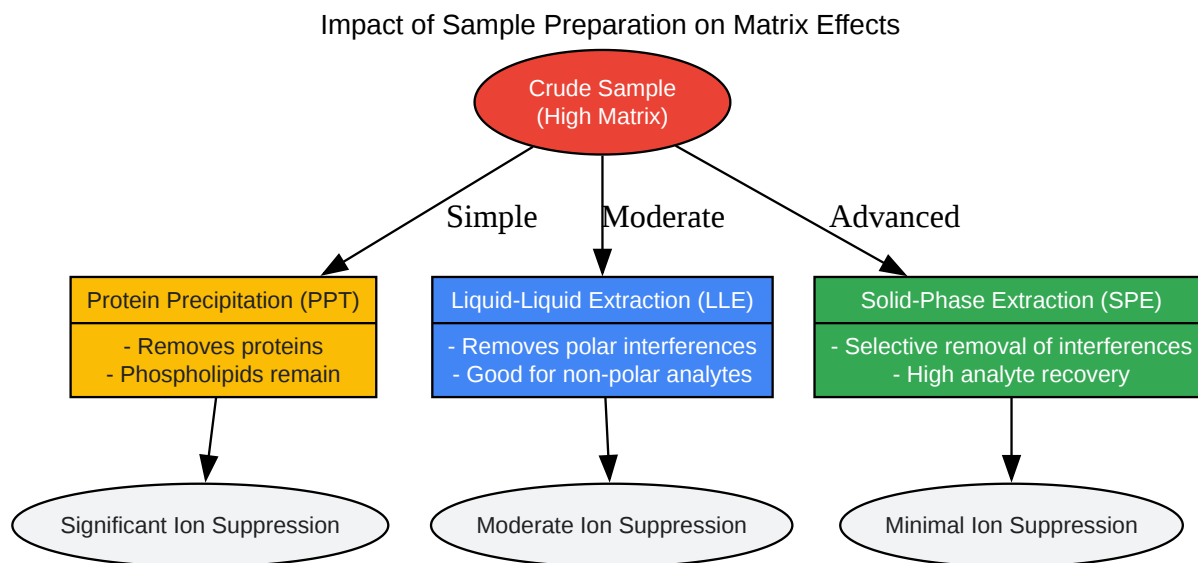 Impact of Sample Preparation on Matrix Effects
Crude Sample
(High Matrix)
Simple
Moderate
Advanced
Protein Precipitation (PPT)
- Removes proteins
- Phospholipids remain
Liquid-Liquid Extraction (LLE)
- Removes polar interferences
- Good for non-polar analytes
Solid-Phase Extraction (SPE)
- Selective removal of interferences
- High analyte recovery
Significant Ion Suppression
Moderate Ion Suppression
Minimal Ion Suppression